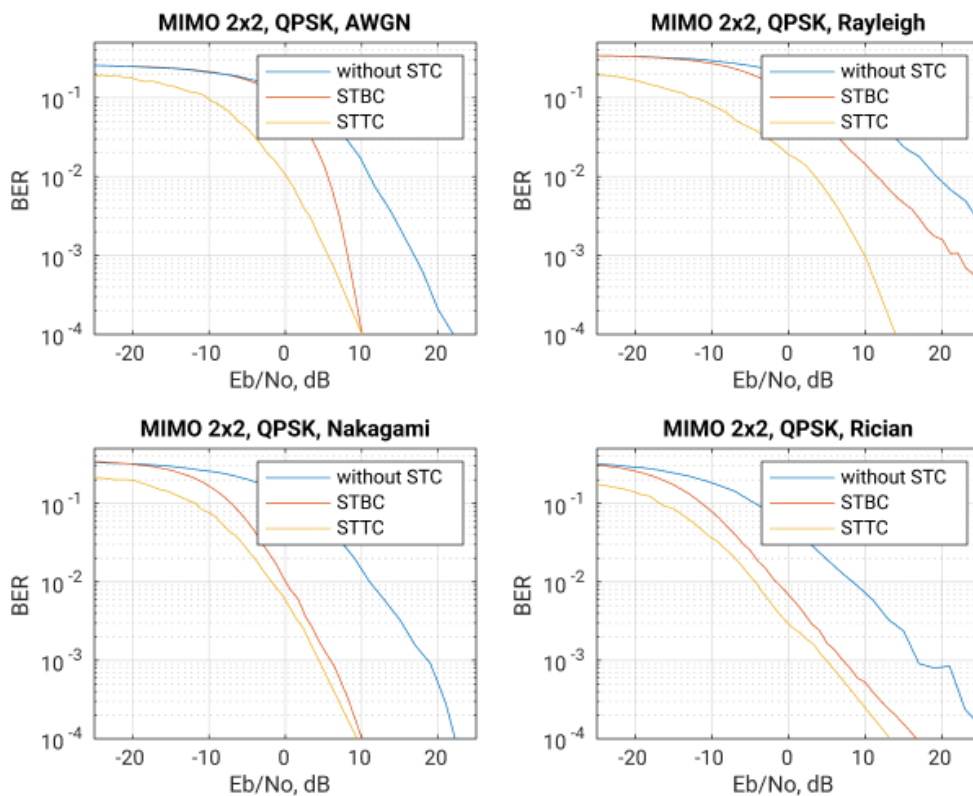 MIMO 2x2, QPSK, AWGN
without STC
STBC
STTC
10^-1
10^-2
10^-3
10^-4
BER
-20 -10 0 10 20
Eb/No, dB
MIMO 2x2, QPSK, Rayleigh
without STC
STBC
STTC
10^-1
10^-2
10^-3
10^-4
BER
-20 -10 0 10 20
Eb/No, dB
MIMO 2x2, QPSK, Nakagami
without STC
STBC
STTC
10^-1
10^-2
10^-3
10^-4
BER
-20 -10 0 10 20
Eb/No, dB
MIMO 2x2, QPSK, Rician
without STC
STBC
STTC
10^-1
10^-2
10^-3
10^-4
BER
-20 -10 0 10 20
Eb/No, dB